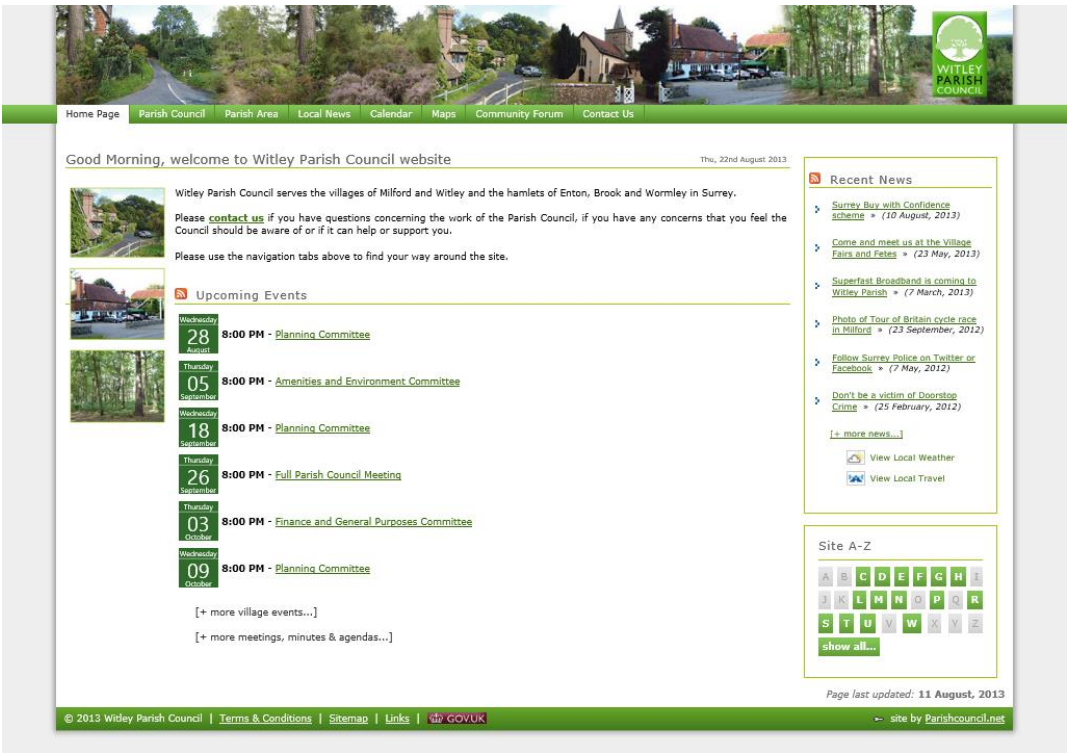 WITLEY
PARISH
COUNCIL
Home Page Parish Council Parish Area Local News Calendar Maps Community Forum Contact Us
Good Morning, welcome to Witley Parish Council website
Thu, 22nd August 2013
Witley Parish Council serves the villages of Milford and Witley and the hamlets of Enton, Brook and Wormley in Surrey.
Please contact us if you have questions concerning the work of the Parish Council, if you have any concerns that you feel the
Council should be aware of or if it can help or support you.
Please use the navigation tabs above to find your way around the site.
Upcoming Events
Wednesday
28
August
8:00 PM - Planning Committee
Thursday
05
September
8:00 PM - Amenities and Environment Committee
Wednesday
18
September
8:00 PM - Planning Committee
Thursday
26
September
8:00 PM - Full Parish Council Meeting
Thursday
03
October
8:00 PM - Finance and General Purposes Committee
Wednesday
09
October
8:00 PM - Planning Committee
[+ more village events...]
[+ more meetings, minutes & agendas...]
Recent News
Surrey Buy with Confidence
scheme » (10 August, 2013)
Come and meet us at the Village
Fairs and Fetes » (23 May, 2013)
Superfast Broadband is coming to
Witley Parish » (7 March, 2013)
Photo of Tour of Britain cycle race
in Milford » (23 September, 2012)
Follow Surrey Police on Twitter or
Facebook » (7 May, 2012)
Don't be a victim of Doorstop
Crime » (25 February, 2012)
[+ more news...]
View Local Weather
View Local Travel
Site A-Z
A B C D E F G H I
J K L M N O P Q R
S T U V W X Y Z
show all...
Page last updated: 11 August, 2013
© 2013 Witley Parish Council | Terms & Conditions | Sitemap | Links | GOV.UK
site by Parishcouncil.net